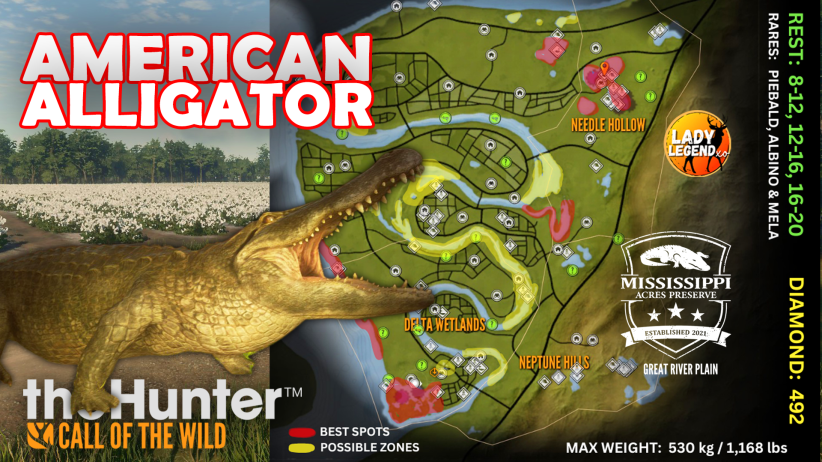 AMERICAN
ALLIGATOR
theHunter™
CALL OF THE WILD
NEEDLE HOLLOW
LADY
LEGEND
xo
DELTA WETLANDS
NEPTUNE HILLS
MISSISSIPPI
ACRES PRESERVE
ESTABLISHED 2021
GREAT RIVER PLAIN
BEST SPOTS
POSSIBLE ZONES
MAX WEIGHT: 530 kg / 1,168 lbs
REST: 8-12, 12-16, 16-20
RARES: PIEBALD, ALBINO & MELA
DIAMOND: 492